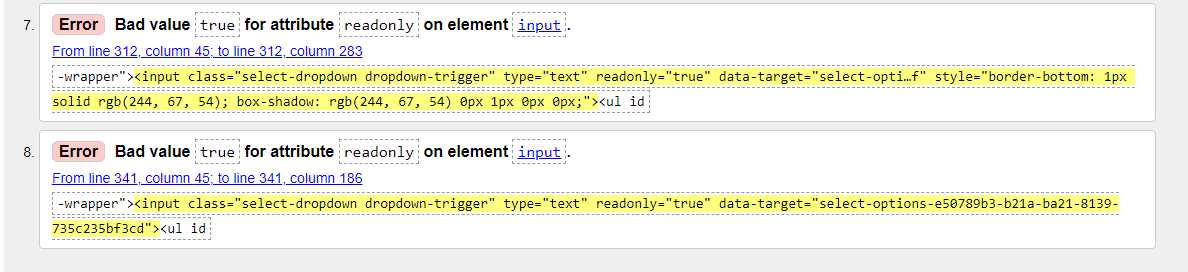 7. Error Bad value true for attribute readonly on element input.
From line 312, column 45; to line 312, column 283
-wrapper"><input class="select-dropdown dropdown-trigger" type="text" readonly="true" data-target="select-opti…f" style="border-bottom: 1px
solid rgb(244, 67, 54); box-shadow: rgb(244, 67, 54) 0px 1px 0px 0px;"><ul id
8. Error Bad value true for attribute readonly on element input.
From line 341, column 45; to line 341, column 186
-wrapper"><input class="select-dropdown dropdown-trigger" type="text" readonly="true" data-target="select-options-e50789b3-b21a-ba21-8139-
735c235bf3cd"><ul id